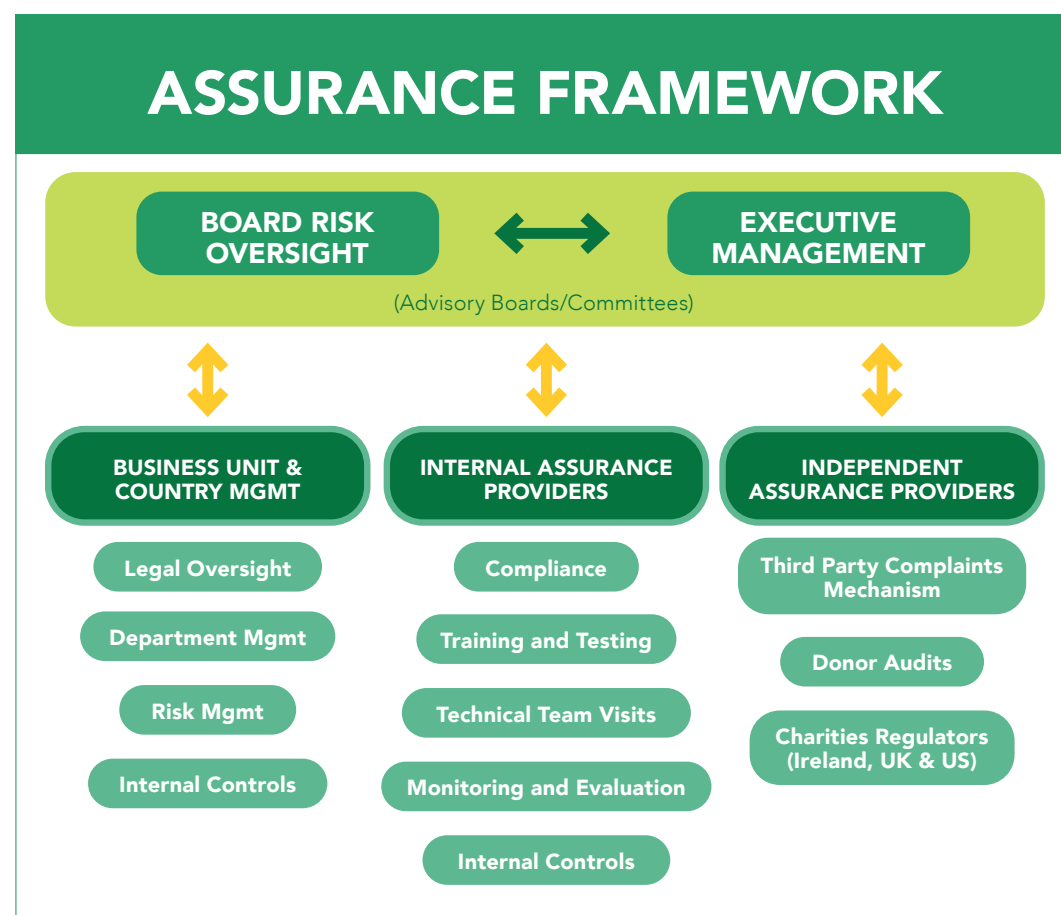 ASSURANCE FRAMEWORK
BOARD RISK
OVERSIGHT
EXECUTIVE
MANAGEMENT
(Advisory Boards/Committees)
BUSINESS UNIT &
COUNTRY MGMT
Legal Oversight
Department Mgmt
Risk Mgmt
Internal Controls
INTERNAL ASSURANCE
PROVIDERS
Compliance
Training and Testing
Technical Team Visits
Monitoring and Evaluation
Internal Controls
INDEPENDENT
ASSURANCE PROVIDERS
Third Party Complaints
Mechanism
Donor Audits
Charities Regulators
(Ireland, UK & US)